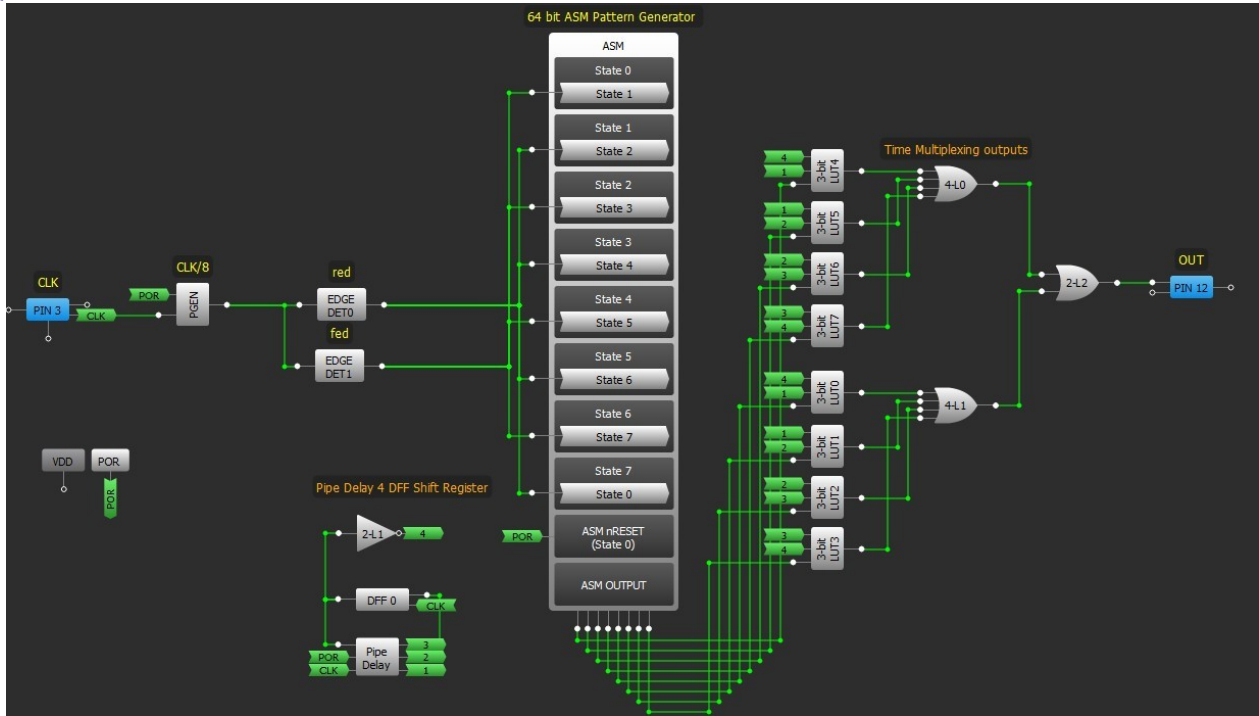 64 bit ASM Pattern Generator
ASM
State 0
State 1
State 1
State 2
State 2
State 3
State 3
State 4
State 4
State 5
State 5
State 6
State 6
State 7
State 7
State 0
ASM nRESET
(State 0)
ASM OUTPUT
POR
CLK
PIN 3
CLK
CLK/8
POR
PGEN
red
EDGE
DET0
fed
EDGE
DET1
VDD
POR
POR
Pipe Delay 4 DFF Shift Register
2-L1
4
DFF 0
CLK
Pipe
Delay
POR
CLK
3
2
1
Time Multiplexing outputs
4
1
3-bit
LUT4
1
2
3-bit
LUT5
2
3
3-bit
LUT6
3
4
3-bit
LUT7
4
1
3-bit
LUT0
1
2
3-bit
LUT1
2
3
3-bit
LUT2
3
4
3-bit
LUT3
4-L0
4-L1
2-L2
OUT
PIN 12